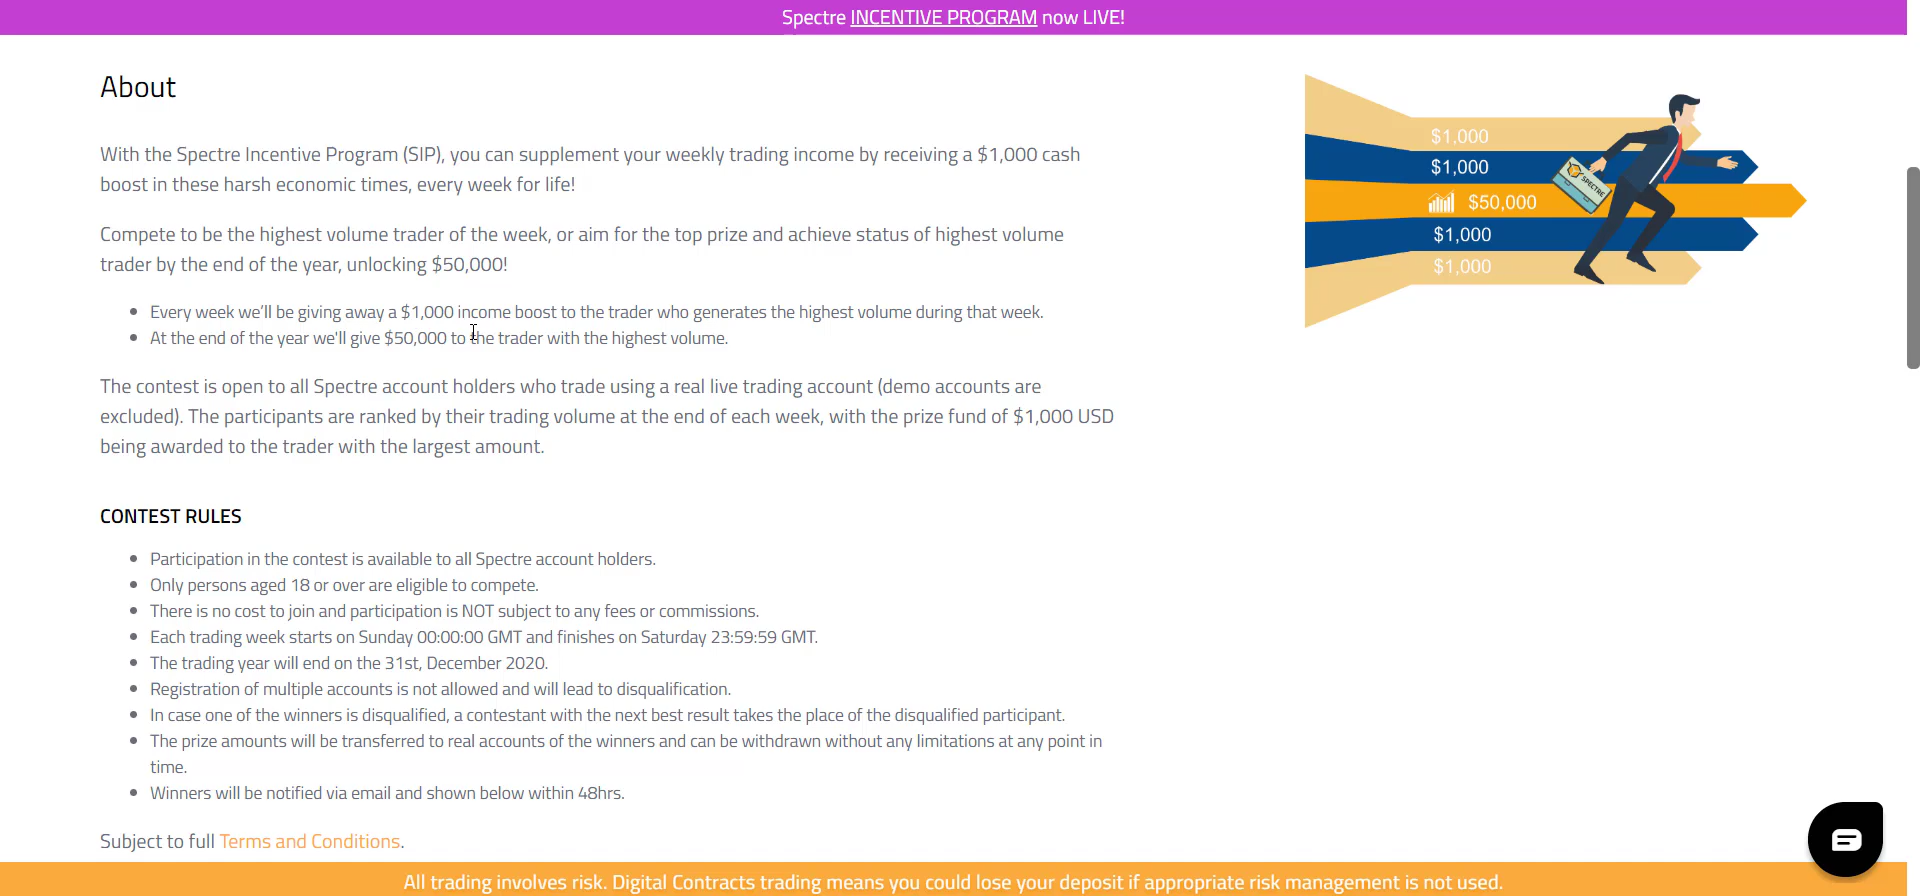 Spectre INCENTIVE PROGRAM now LIVE!
About
With the Spectre Incentive Program (SIP), you can supplement your weekly trading income by receiving a $1,000 cash
boost in these harsh economic times, every week for life!
Compete to be the highest volume trader of the week, or aim for the top prize and achieve status of highest volume
trader by the end of the year, unlocking $50,000!
Every week we’ll be giving away a $1,000 income boost to the trader who generates the highest volume during that week.
At the end of the year we'll give $50,000 to the trader with the highest volume.
The contest is open to all Spectre account holders who trade using a real live trading account (demo accounts are
excluded). The participants are ranked by their trading volume at the end of each week, with the prize fund of $1,000 USD
being awarded to the trader with the largest amount.
$1,000
$1,000
$50,000
$1,000
$1,000
SPECTRE
CONTEST RULES
Participation in the contest is available to all Spectre account holders.
Only persons aged 18 or over are eligible to compete.
There is no cost to join and participation is NOT subject to any fees or commissions.
Each trading week starts on Sunday 00:00:00 GMT and finishes on Saturday 23:59:59 GMT.
The trading year will end on the 31st, December 2020.
Registration of multiple accounts is not allowed and will lead to disqualification.
In case one of the winners is disqualified, a contestant with the next best result takes the place of the disqualified participant.
The prize amounts will be transferred to real accounts of the winners and can be withdrawn without any limitations at any point in
time.
Winners will be notified via email and shown below within 48hrs.
Subject to full Terms and Conditions.
All trading involves risk. Digital Contracts trading means you could lose your deposit if appropriate risk management is not used.